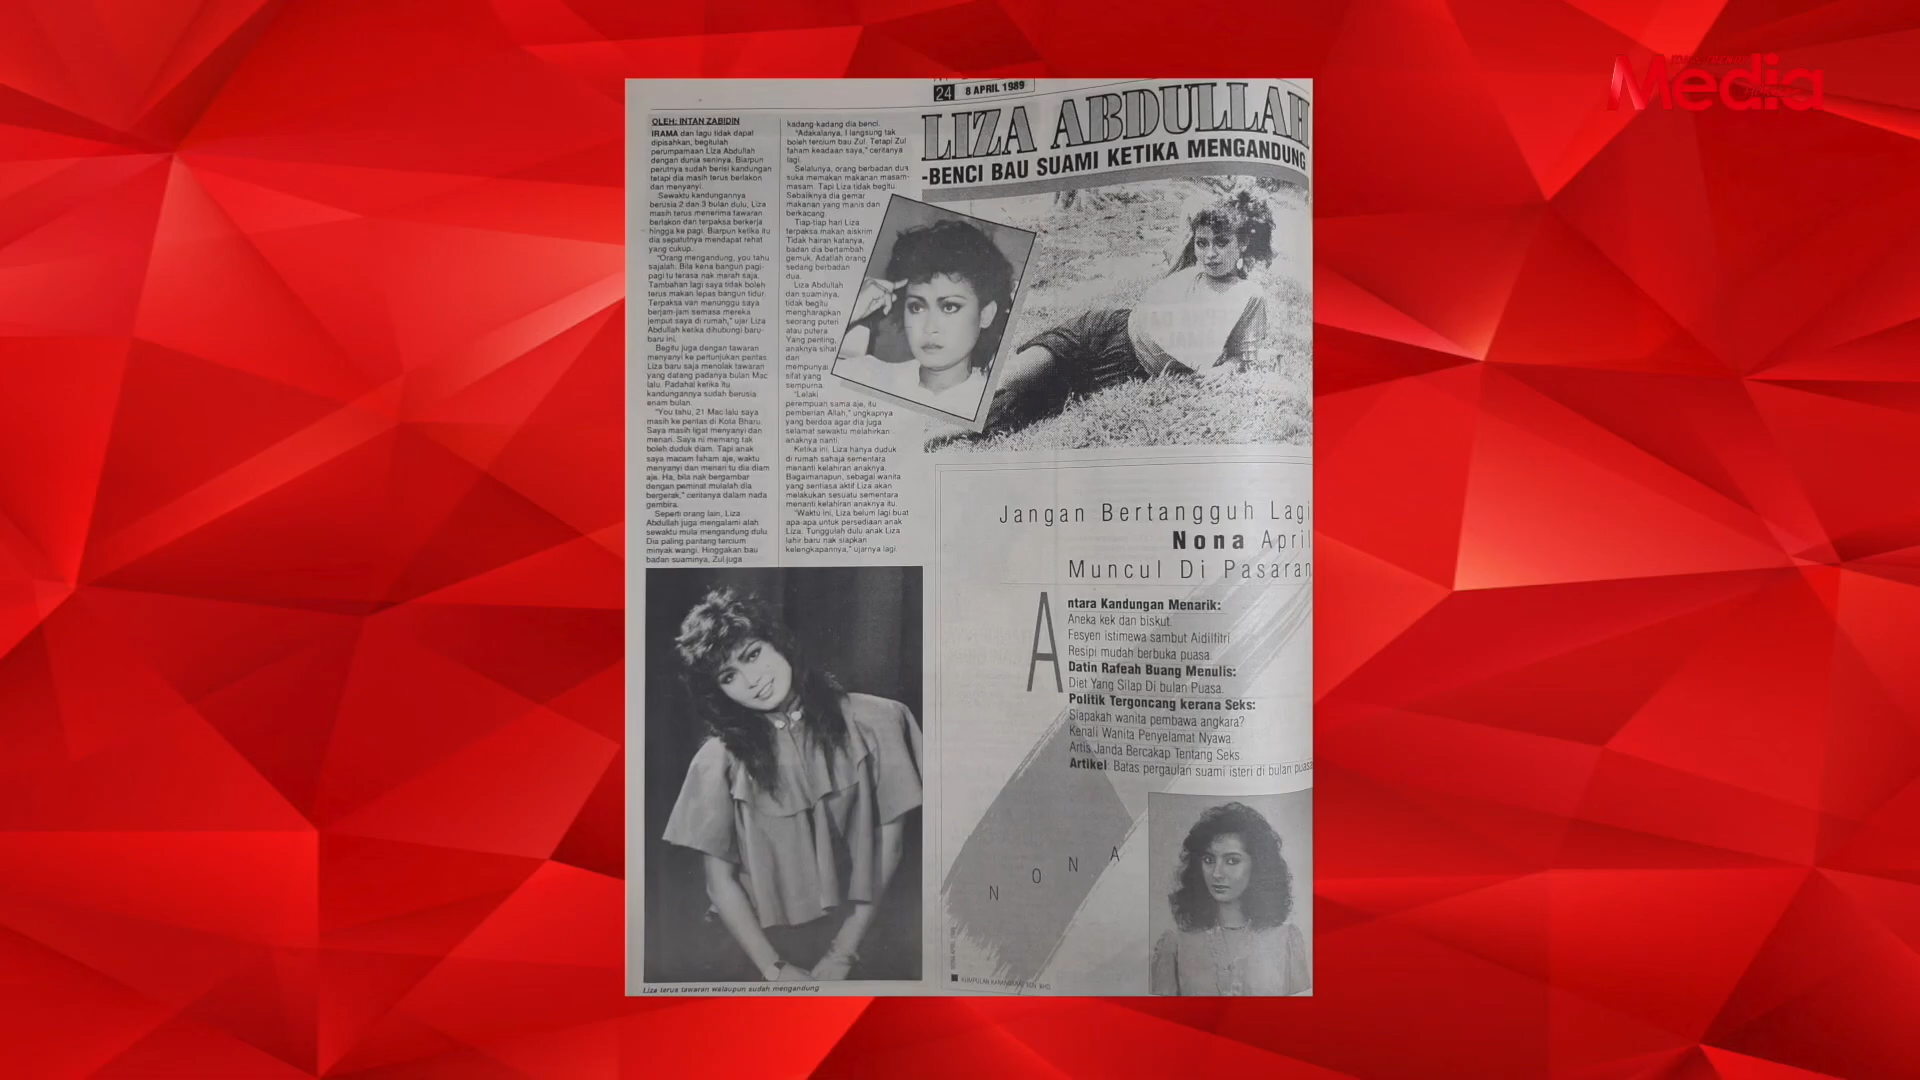 Media
24 8 APRIL 1989
LIZA ABDULLAH
-BENCI BAU SUAMI KETIKA MENGANDUNG
OLEH: INTAN ZABIDIN
IRAMA dan lagu tidak dapat
dipisahkan, begitulah
perumpamaan Liza Abdullah
dengan dunia seninya. Biarpun
perutnya sudah berisi kandungan
tetapi dia masih terus berlakon
dan menyanyi.
Sewaktu kandungannya
berusia 2 dan 3 bulan dulu, Liza
masih terus menerima tawaran
berlakon dan terpaksa berkerja
hingga ke pagi. Biarpun ketika itu
dia sepatutnya mendapat rehat
yang cukup.
"Orang mengandung, you tahu
sajalah. Bila kena bangun pagi-
pagi tu terasa nak marah saja.
Tambahan lagi saya tidak boleh
terus makan lepas bangun tidur.
Terpaksa van menunggu saya
berjam-jam semasa mereka
jemput saya di rumah," ujar Liza
Abdullah ketika dihubungi baru-
baru ini.
Begitu juga dengan tawaran
menyanyi ke pertunjukan pentas.
Liza baru saja menolak tawaran
yang datang padanya bulan Mac
lalu. Padahal ketika itu
kandungannya sudah berusia
enam bulan.
"You tahu, 21 Mac lalu saya
masih ke pentas di Kota Bharu.
Saya masih ligat menyanyi dan
menari. Saya ni memang tak
boleh duduk diam. Tapi anak
saya macam faham aje, waktu
menyanyi dan menari tu dia diam
aje. Ha, bila nak bergambar
dengan peminat mulalah dia
bergerak," ceritanya dalam nada
gembira.
Seperti orang lain, Liza
Abdullah juga mengalami alah
sewaktu mula mengandung dulu.
Dia paling pantang tercium
minyak wangi. Hinggakan bau
badan suaminya, Zul juga
kadang-kadang dia benci.
"Adakalanya, I langsung tak
boleh tercium bau Zul. Tetapi Zul
faham keadaan saya," ceritanya
lagi.
Selalunya, orang berbadan dua
suka memakan makanan masam-
masam. Tapi Liza tidak begitu.
Sebaliknya dia gemar
makanan yang manis dan
berkacang.
Tiap-tiap hari Liza
terpaksa makan aiskrim.
Tidak hairan katanya,
badan dia bertambah
gemuk. Adatlah orang
sedang berbadan
dua.
Liza Abdullah
dan suaminya,
tidak begitu
mengharapkan
seorang puteri
atau putera.
Yang penting,
anaknya sihat
dan
mempunyai
sifat yang
sempurna.
"Lelaki
perempuan sama aje, itu
pemberian Allah," ungkapnya
yang berdoa agar dia juga
selamat sewaktu melahirkan
anaknya nanti.
Ketika ini, Liza hanya duduk
di rumah sahaja sementara
menanti kelahiran anaknya.
Bagaimanapun, sebagai wanita
yang sentiasa aktif Liza akan
melakukan sesuatu sementara
menanti kelahiran anaknya itu.
"Waktu ini, Liza belum lagi buat
apa-apa untuk persediaan anak
Liza. Tunggulah dulu anak Liza
lahir baru nak siapkan
kelengkapannya," ujarnya lagi.
Liza terus tawaran walaupun sudah mengandung
Jangan Bertangguh Lagi
Nona April
Muncul Di Pasaran
Antara Kandungan Menarik:
Aneka kek dan biskut.
Fesyen istimewa sambut Aidilfitri
Resipi mudah berbuka puasa.
Datin Rafeah Buang Menulis:
Diet Yang Silap Di bulan Puasa.
Politik Tergoncang kerana Seks:
Siapakah wanita pembawa angkara?
Kenali Wanita Penyelamat Nyawa.
Artis Janda Bercakap Tentang Seks.
Artikel: Batas pergaulan suami isteri di bulan puasa
NONA
KUMPULAN KARANGKRAF SDN. BHD.